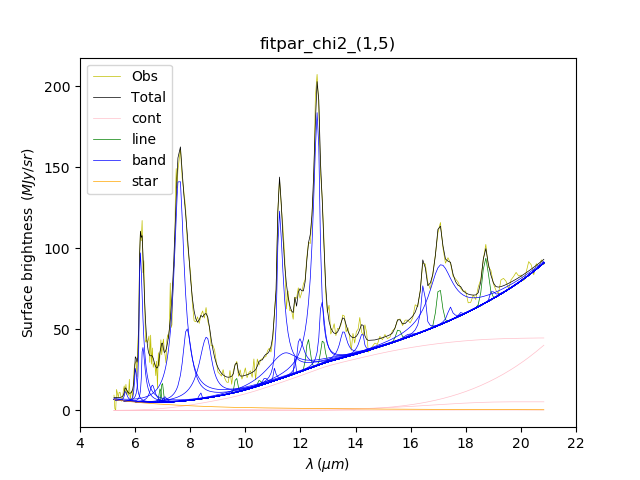 fitpar_chi2_(1,5)
Obs
Total
cont
line
band
star
Surface brightness (MJy/sr)
200
150
100
50
0
4 6 8 10 12 14 16 18 20 22
λ (μm)